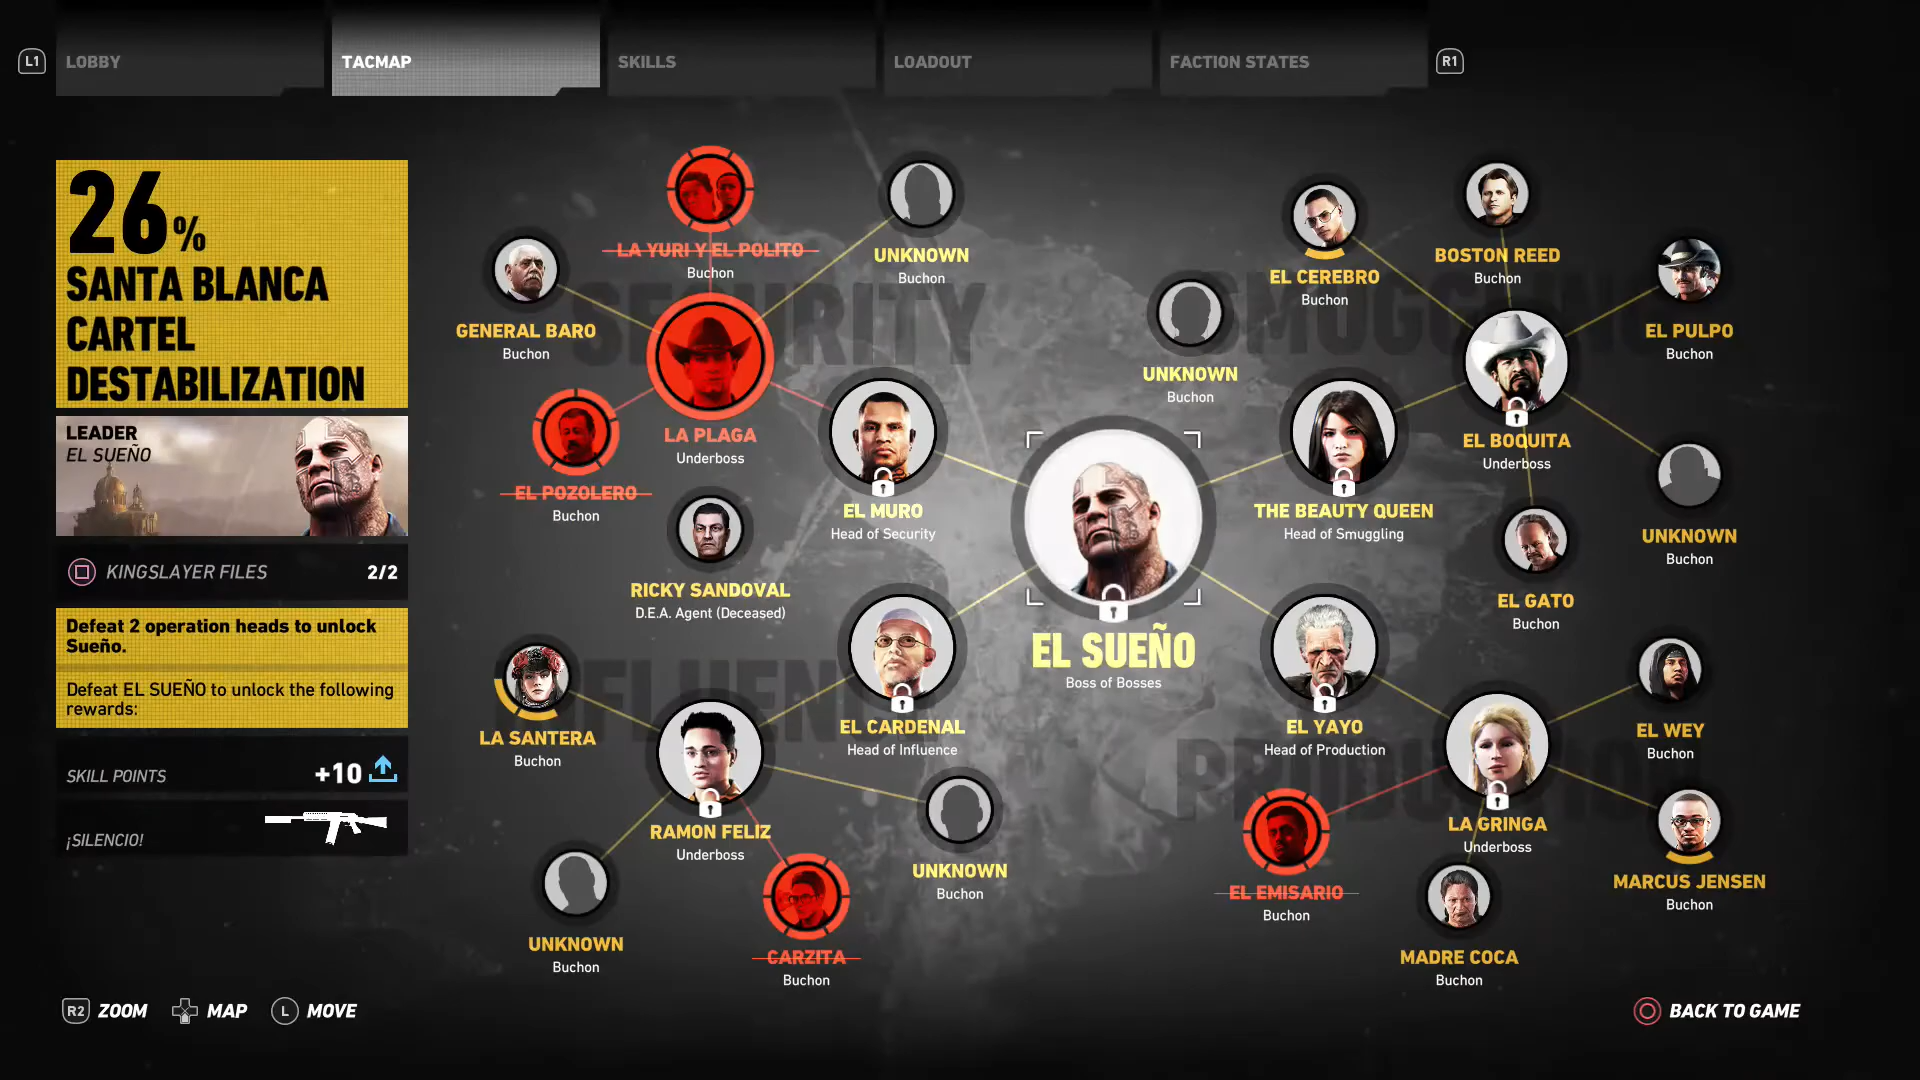 L1
LOBBY
TACMAP
SKILLS
LOADOUT
FACTION STATES
R1
26%
SANTA BLANCA
CARTEL
DESTABILIZATION
LEADER
EL SUEÑO
KINGSLAYER FILES 2/2
Defeat 2 operation heads to unlock
Sueño.
Defeat EL SUEÑO to unlock the following
rewards:
SKILL POINTS +10
¡SILENCIO!
SECURITY
LA YURI Y EL POLITO
Buchon
UNKNOWN
Buchon
GENERAL BARO
Buchon
LA PLAGA
Underboss
EL POZOLERO
Buchon
EL MURO
Head of Security
RICKY SANDOVAL
D.E.A. Agent (Deceased)
SMUGGLING
EL CEREBRO
Buchon
BOSTON REED
Buchon
EL PULPO
Buchon
UNKNOWN
Buchon
EL BOQUITA
Underboss
THE BEAUTY QUEEN
Head of Smuggling
UNKNOWN
Buchon
EL GATO
Buchon
EL SUEÑO
Boss of Bosses
INFLUENCE
EL CARDENAL
Head of Influence
LA SANTERA
Buchon
RAMON FELIZ
Underboss
UNKNOWN
Buchon
UNKNOWN
Buchon
CARZITA
Buchon
PRODUCTION
EL YAYO
Head of Production
EL WEY
Buchon
LA GRINGA
Underboss
EL EMISARIO
Buchon
MARCUS JENSEN
Buchon
MADRE COCA
Buchon
R2 ZOOM
MAP
L MOVE
BACK TO GAME